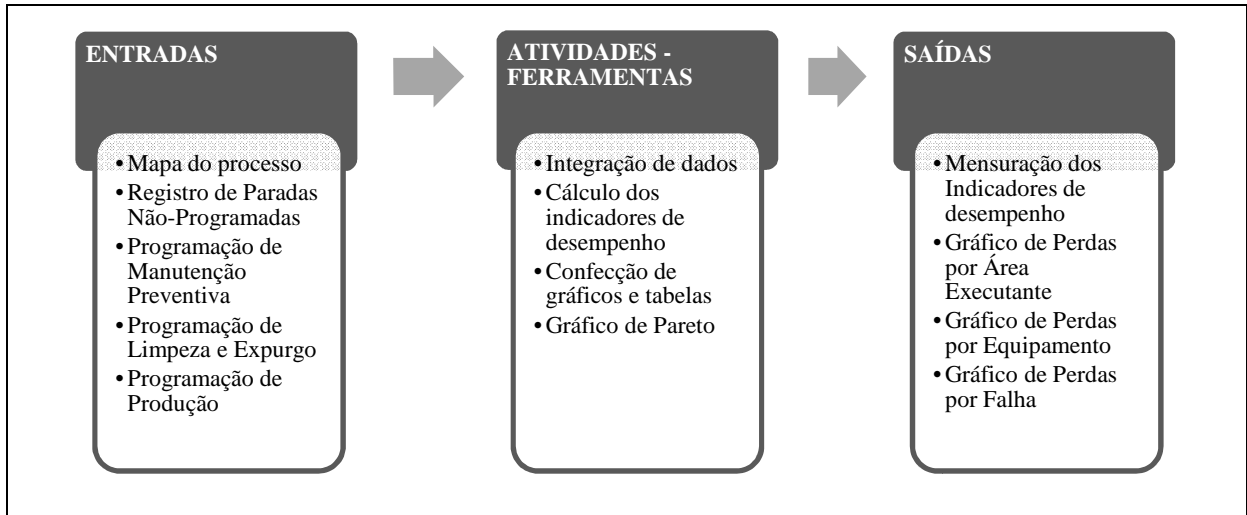 ENTRADAS
• Mapa do processo
• Registro de Paradas
Não-Programadas
• Programação de
Manutenção
Preventiva
• Programação de
Limpeza e Expurgo
• Programação de
Produção
ATIVIDADES -
FERRAMENTAS
• Integração de dados
• Cálculo dos
indicadores de
desempenho
• Confecção de
gráficos e tabelas
• Gráfico de Pareto
SAÍDAS
• Mensuração dos
Indicadores de
desempenho
• Gráfico de Perdas
por Área
Executante
• Gráfico de Perdas
por Equipamento
• Gráfico de Perdas
por Falha